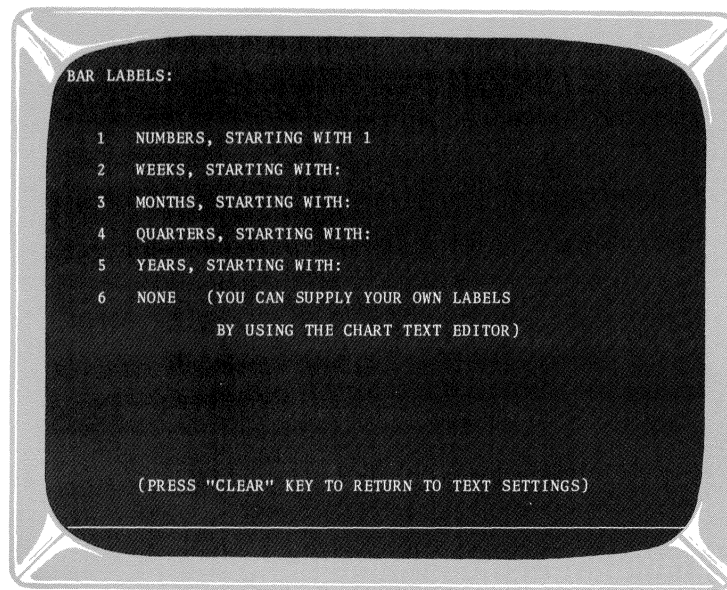 BAR LABELS:
1 NUMBERS, STARTING WITH 1
2 WEEKS, STARTING WITH:
3 MONTHS, STARTING WITH:
4 QUARTERS, STARTING WITH:
5 YEARS, STARTING WITH:
6 NONE (YOU CAN SUPPLY YOUR OWN LABELS
BY USING THE CHART TEXT EDITOR)
(PRESS "CLEAR" KEY TO RETURN TO TEXT SETTINGS)